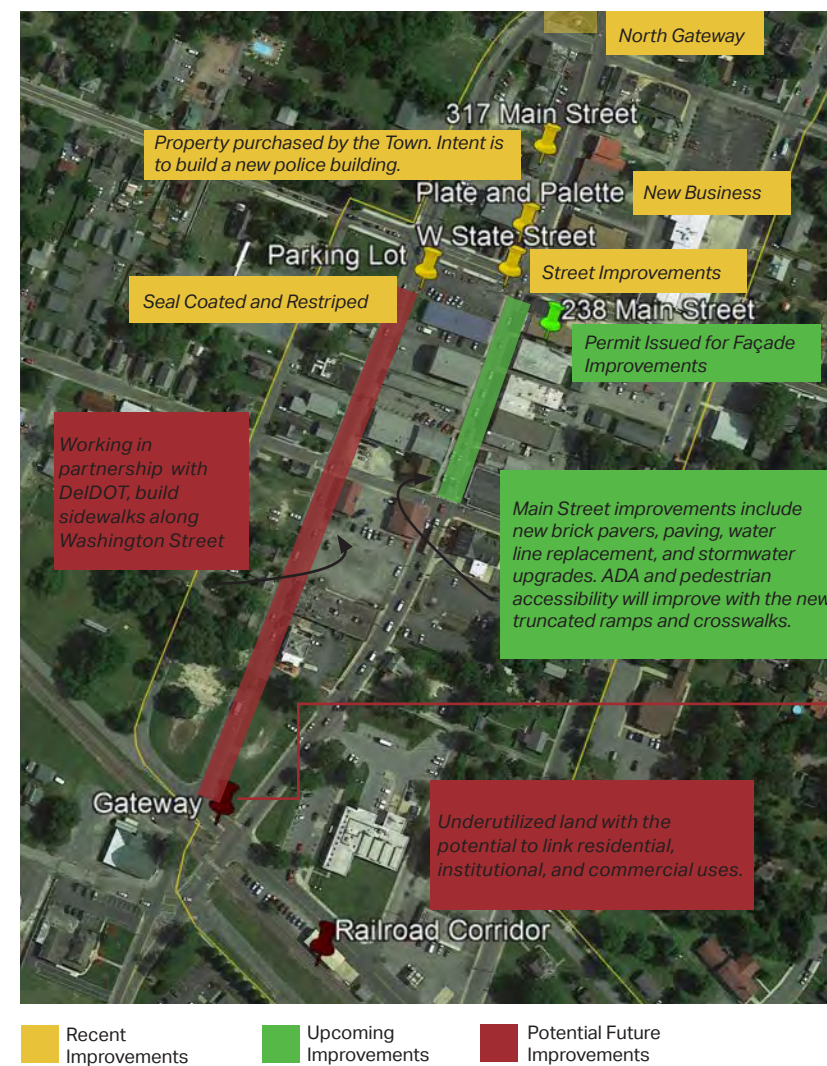 North Gateway
317 Main Street
Property purchased by the Town. Intent is
to build a new police building.
Plate and Palette
New Business
W State Street
Parking Lot
Street Improvements
Seal Coated and Restriped
238 Main Street
Permit Issued for Façade
Improvements
Working in
partnership with
DelDOT, build
sidewalks along
Washington Street
Main Street improvements include
new brick pavers, paving, water
line replacement, and stormwater
upgrades. ADA and pedestrian
accessibility will improve with the new
truncated ramps and crosswalks.
Gateway
Underutilized land with the
potential to link residential,
institutional, and commercial uses.
Railroad Corridor
Recent
Improvements
Upcoming
Improvements
Potential Future
Improvements